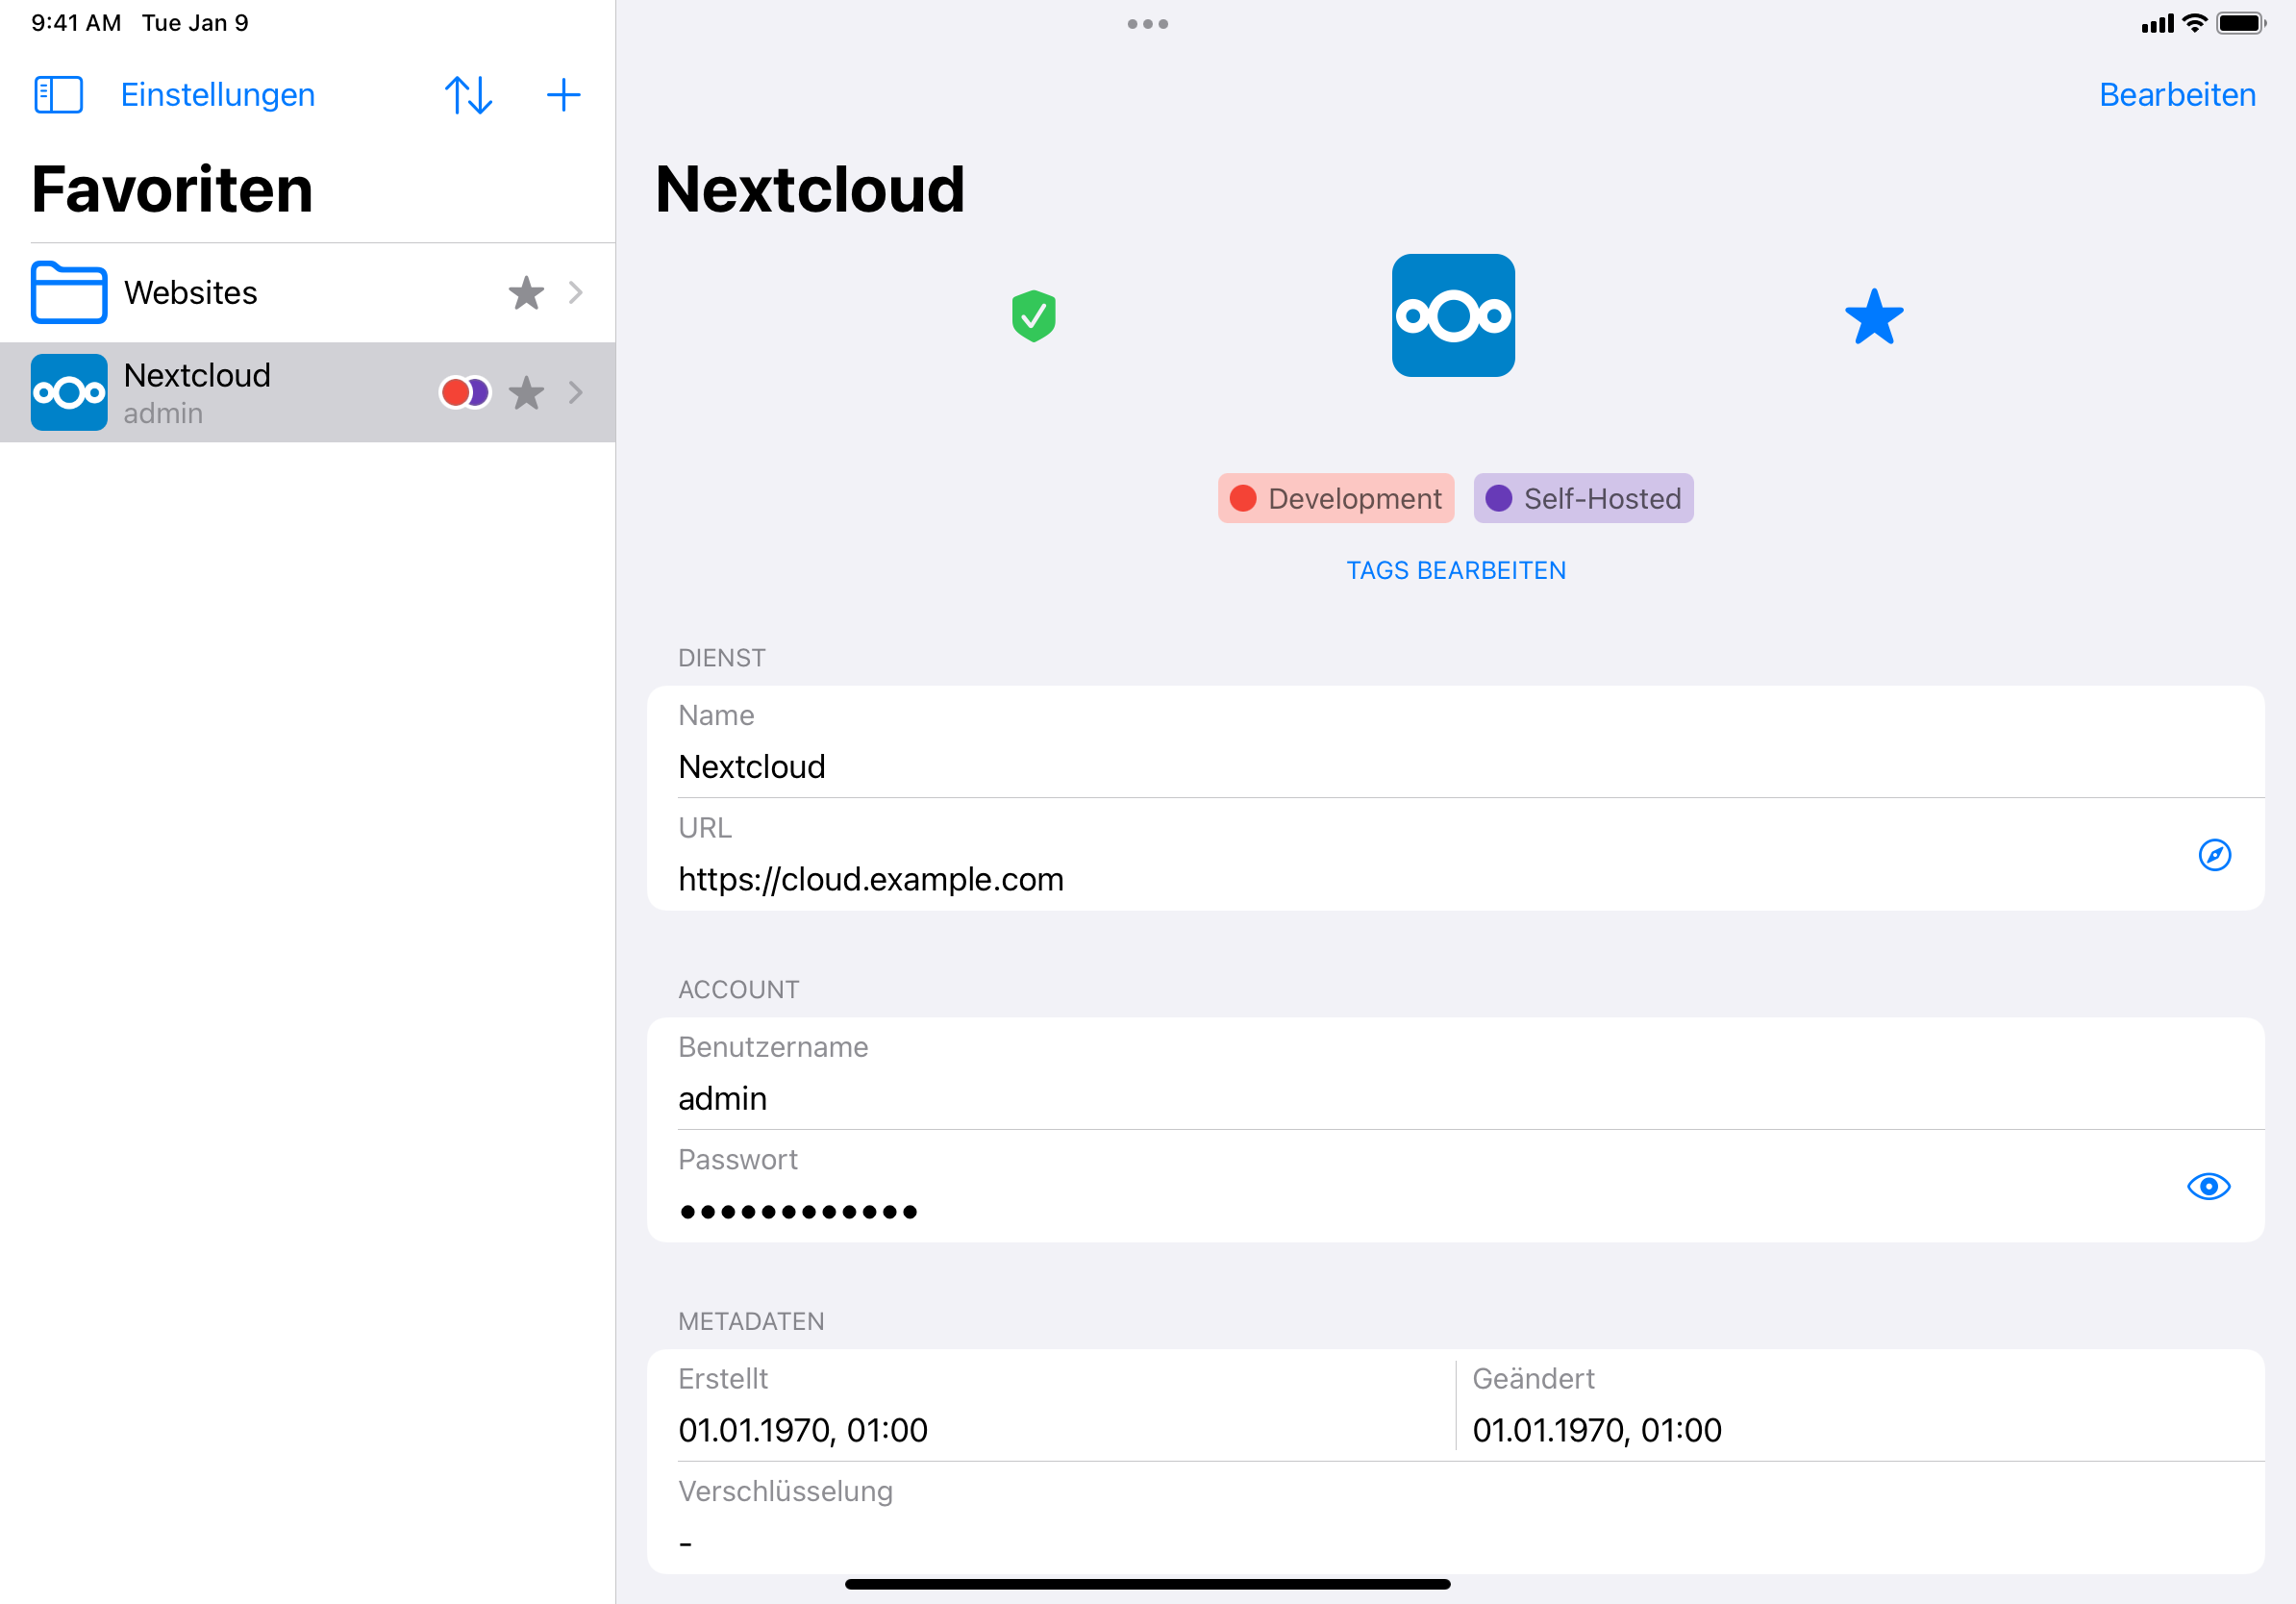 9:41 AM Tue Jan 9
Einstellungen
Favoriten
Websites
Nextcloud
admin
Bearbeiten
Nextcloud
Development Self-Hosted
TAGS BEARBEITEN
DIENST
Name
Nextcloud
URL
https://cloud.example.com
ACCOUNT
Benutzername
admin
Passwort
••••••••••••
METADATEN
Erstellt Geändert
01.01.1970, 01:00 01.01.1970, 01:00
Verschlüsselung
-